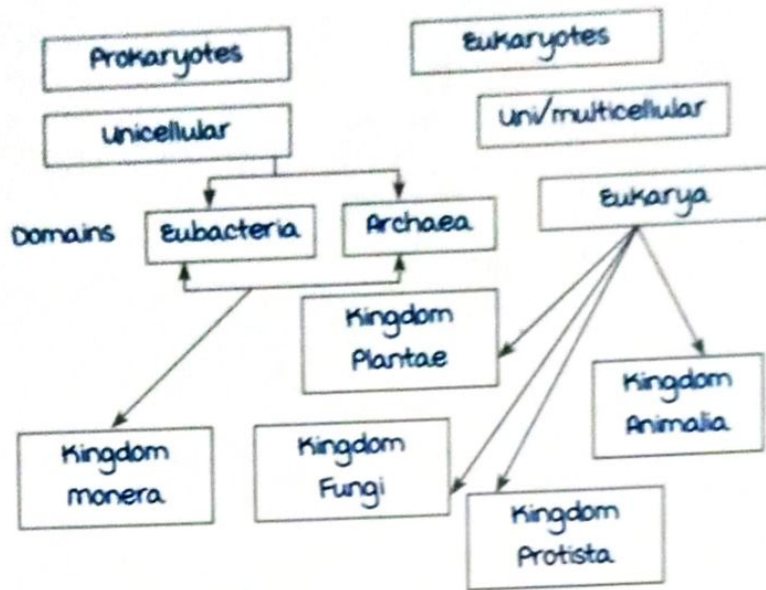 Prokaryotes
Eukaryotes
unicellular
uni/multicellular
Domains
Eubacteria
Archaea
Eukarya
Kingdom
Plantae
Kingdom
Animalia
Kingdom
monera
Kingdom
Fungi
Kingdom
Protista